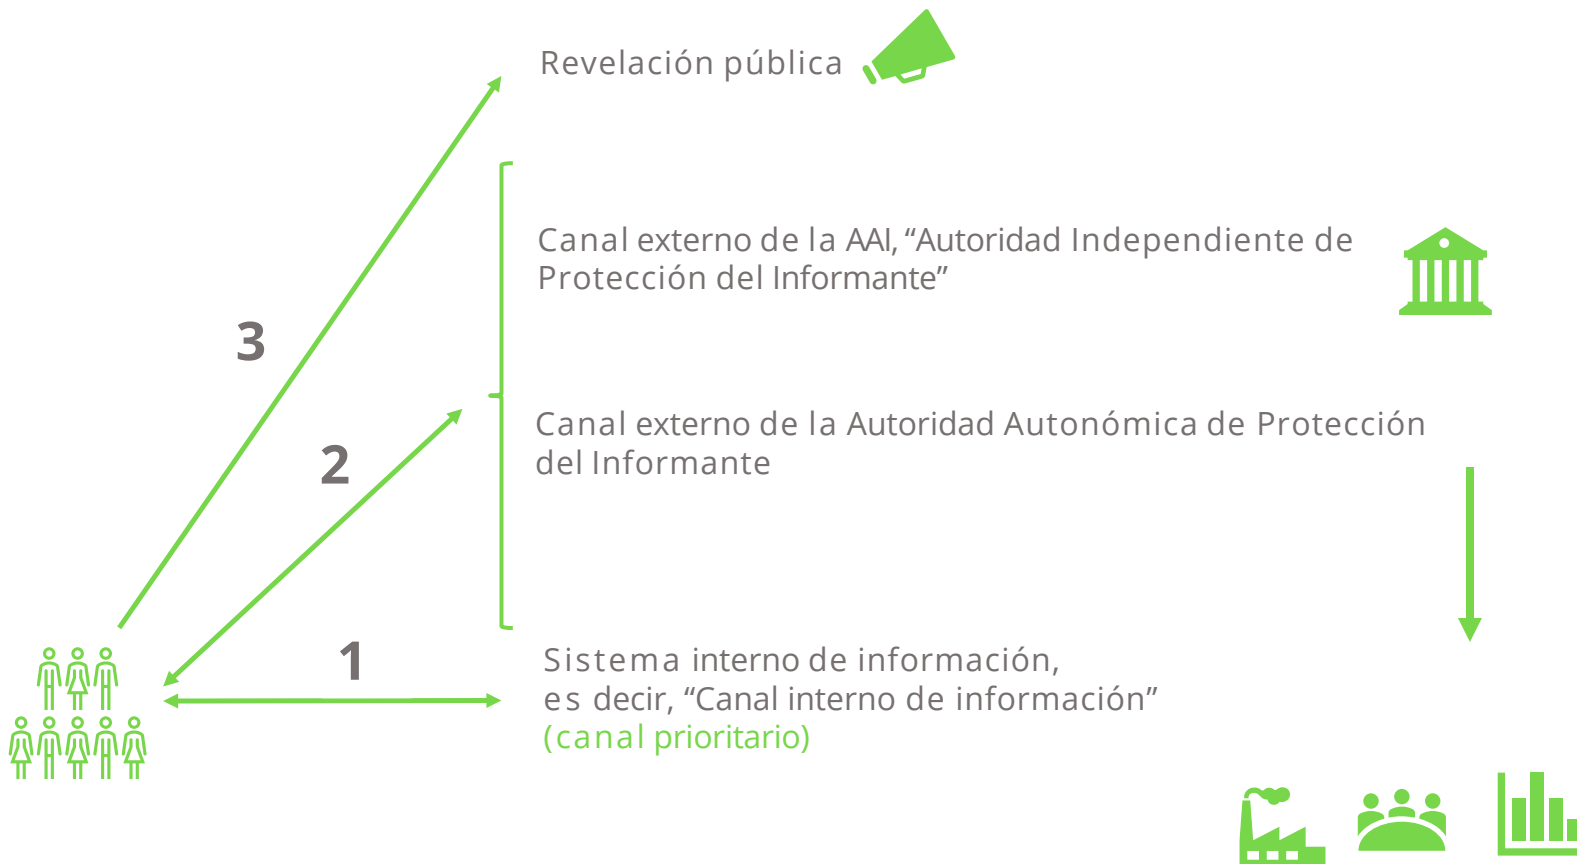 Revelación pública
Canal externo de la AAI, “Autoridad Independiente de
Protección del Informante”
3
Canal externo de la Autoridad Autonómica de Protección
del Informante
2
1
Sistema interno de información,
es decir, “Canal interno de información”
(canal prioritario)